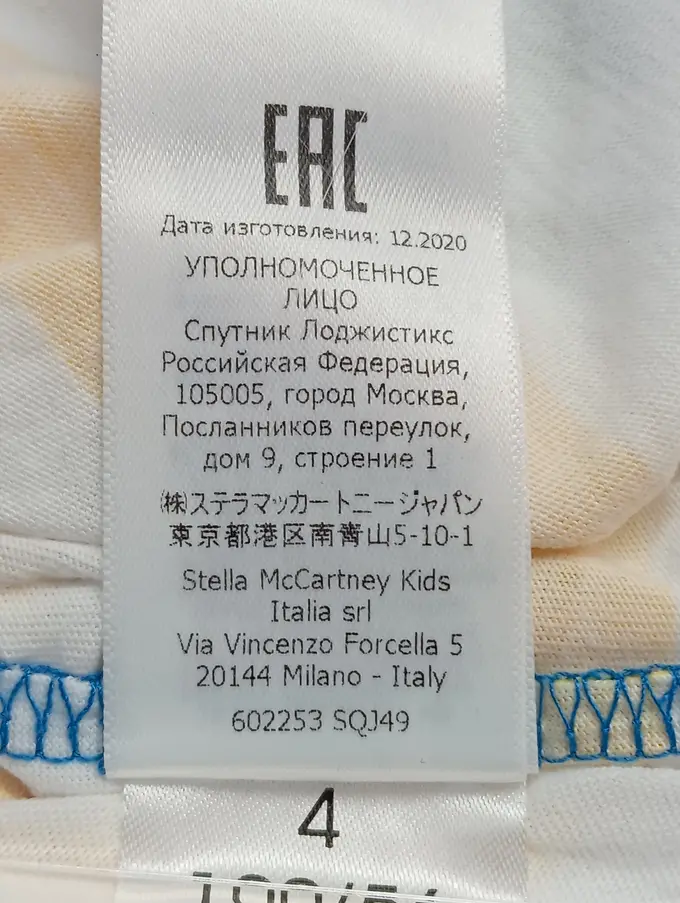 EAC
Дата изготовления: 12.2020
УПОЛНОМОЧЕННОЕ
ЛИЦО
Спутник Лоджистикс
Российская Федерация,
105005, город Москва,
Посланников переулок,
дом 9, строение 1
㈱ステラマッカートニージャパン
東京都港区南青山5-10-1
Stella McCartney Kids
Italia srl
Via Vincenzo Forcella 5
20144 Milano - Italy
602253 SQJ49
4